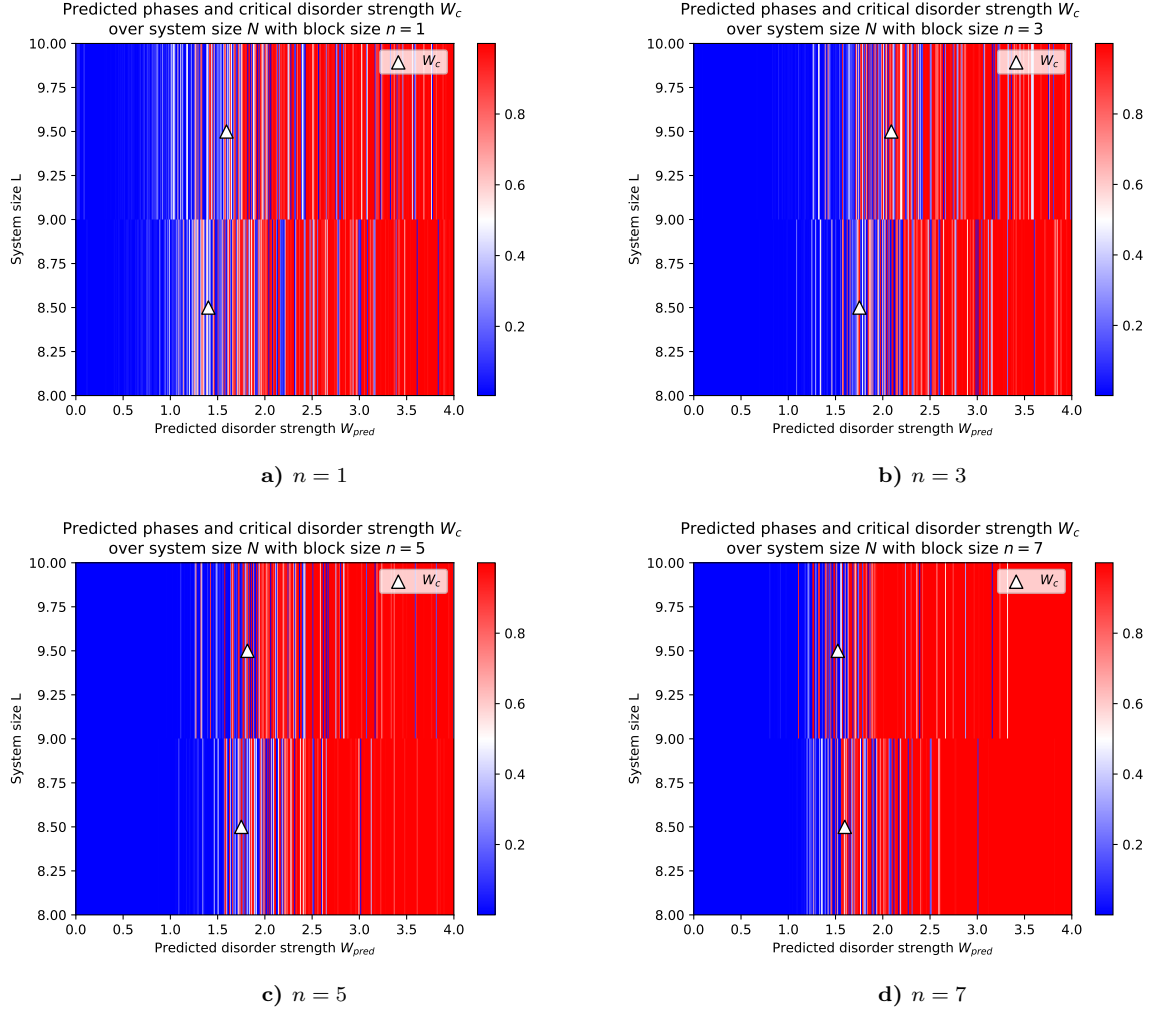 Predicted phases and critical disorder strength W_c
over system size N with block size n = 1
10.00
9.75
9.50
9.25
9.00
8.75
8.50
8.25
8.00
System size L
0.0 0.5 1.0 1.5 2.0 2.5 3.0 3.5 4.0
Predicted disorder strength W_pred
W_c
0.8
0.6
0.4
0.2
a) n = 1
Predicted phases and critical disorder strength W_c
over system size N with block size n = 3
10.00
9.75
9.50
9.25
9.00
8.75
8.50
8.25
8.00
System size L
0.0 0.5 1.0 1.5 2.0 2.5 3.0 3.5 4.0
Predicted disorder strength W_pred
W_c
0.8
0.6
0.4
0.2
b) n = 3
Predicted phases and critical disorder strength W_c
over system size N with block size n = 5
10.00
9.75
9.50
9.25
9.00
8.75
8.50
8.25
8.00
System size L
0.0 0.5 1.0 1.5 2.0 2.5 3.0 3.5 4.0
Predicted disorder strength W_pred
W_c
0.8
0.6
0.4
0.2
c) n = 5
Predicted phases and critical disorder strength W_c
over system size N with block size n = 7
10.00
9.75
9.50
9.25
9.00
8.75
8.50
8.25
8.00
System size L
0.0 0.5 1.0 1.5 2.0 2.5 3.0 3.5 4.0
Predicted disorder strength W_pred
W_c
0.8
0.6
0.4
0.2
d) n = 7